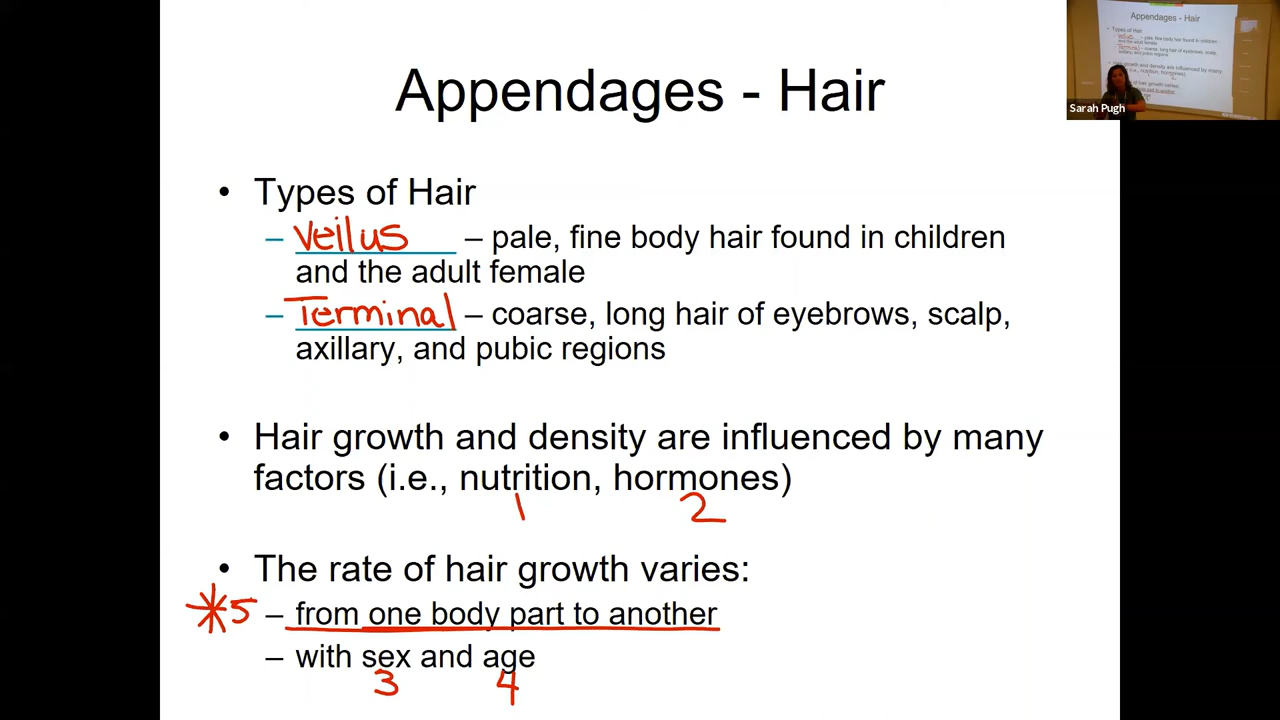 Appendages - Hair
Sarah Pugh
• Types of Hair
– Vellus – pale, fine body hair found in children
and the adult female
– Terminal – coarse, long hair of eyebrows, scalp,
axillary, and pubic regions
• Hair growth and density are influenced by many
factors (i.e., nutrition, hormones)
1 2
• The rate of hair growth varies:
*5 – from one body part to another
– with sex and age
3 4